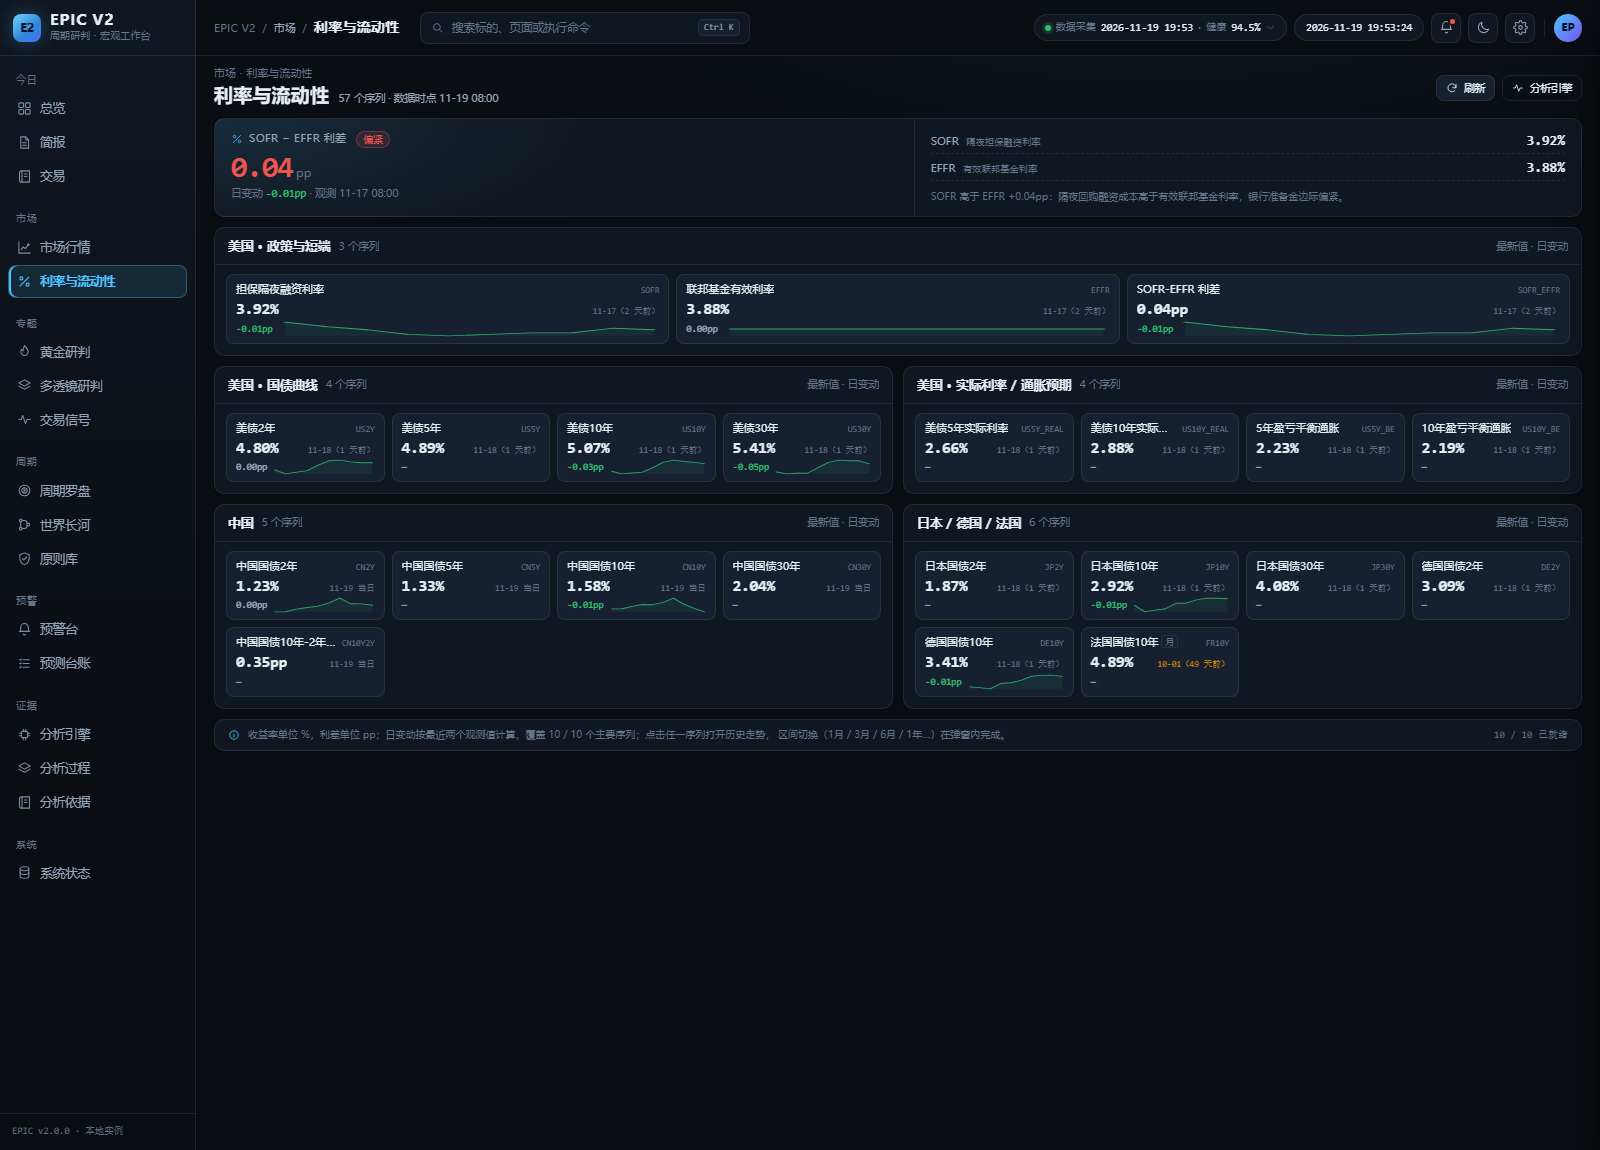 E2 EPIC V2
周期研判 · 宏观工作台
今日
总览
简报
交易
市场
市场行情
利率与流动性
专题
黄金研判
多透镜研判
交易信号
周期
周期罗盘
世界长河
原则库
预警
预警台
预测台账
证据
分析引擎
分析过程
分析依据
系统
系统状态
EPIC v2.0.0 · 本地实例
EPIC V2 / 市场 / 利率与流动性
搜索标的、页面或执行命令 Ctrl K
数据采集 2026-11-19 19:53 · 健康 94.5%
2026-11-19 19:53:24
EP
市场 · 利率与流动性
利率与流动性 57 个序列 · 数据时点 11-19 08:00
刷新
分析引擎
SOFR − EFFR 利差 偏紧
0.04 pp
日变动 -0.01pp · 观测 11-17 08:00
SOFR 隔夜担保融资利率 3.92%
EFFR 有效联邦基金利率 3.88%
SOFR 高于 EFFR +0.04pp：隔夜回购融资成本高于有效联邦基金利率，银行准备金边际偏紧。
美国 • 政策与短端 3 个序列 最新值 · 日变动
担保隔夜融资利率 SOFR
3.92% 11-17 (2 天前)
-0.01pp
联邦基金有效利率 EFFR
3.88% 11-17 (2 天前)
0.00pp
SOFR-EFFR 利差 SOFR_EFFR
0.04pp 11-17 (2 天前)
-0.01pp
美国 • 国债曲线 4 个序列 最新值 · 日变动
美债2年 US2Y
4.80% 11-18 (1 天前)
0.00pp
美债5年 US5Y
4.89% 11-18 (1 天前)
—
美债10年 US10Y
5.07% 11-18 (1 天前)
-0.03pp
美债30年 US30Y
5.41% 11-18 (1 天前)
-0.05pp
美国 • 实际利率 / 通胀预期 4 个序列 最新值 · 日变动
美债5年实际利率 US5Y_REAL
2.66% 11-18 (1 天前)
—
美债10年实际... US10Y_REAL
2.88% 11-18 (1 天前)
—
5年盈亏平衡通胀 US5Y_BE
2.23% 11-18 (1 天前)
—
10年盈亏平衡通胀 US10Y_BE
2.19% 11-18 (1 天前)
—
中国 5 个序列 最新值 · 日变动
中国国债2年 CN2Y
1.23% 11-19 当日
0.00pp
中国国债5年 CN5Y
1.33% 11-19 当日
—
中国国债10年 CN10Y
1.58% 11-19 当日
-0.01pp
中国国债30年 CN30Y
2.04% 11-19 当日
—
中国国债10年-2年... CN10Y2Y
0.35pp 11-19 当日
—
日本 / 德国 / 法国 6 个序列 最新值 · 日变动
日本国债2年 JP2Y
1.87% 11-18 (1 天前)
—
日本国债10年 JP10Y
2.92% 11-18 (1 天前)
-0.01pp
日本国债30年 JP30Y
4.08% 11-18 (1 天前)
—
德国国债2年 DE2Y
3.09% 11-18 (1 天前)
—
德国国债10年 DE10Y
3.41% 11-18 (1 天前)
-0.01pp
法国国债10年 月 FR10Y
4.89% 10-01 (49 天前)
—
收益率单位 %，利差单位 pp；日变动按最近两个观测值计算，覆盖 10 / 10 个主要序列；点击任一序列打开历史走势， 区间切换（1月 / 3月 / 6月 / 1年…）在弹窗内完成。 10 / 10 已就绪